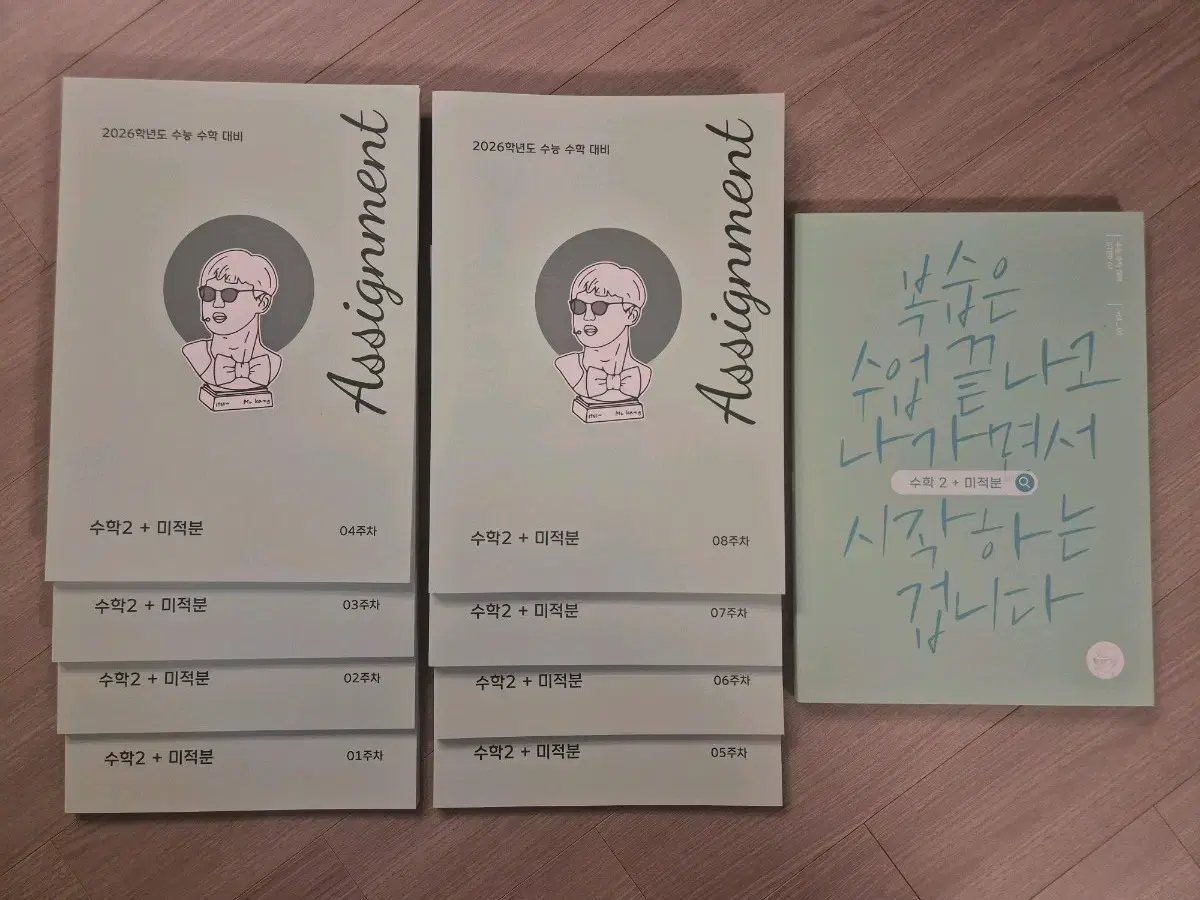 2026학년도 수능 수학 대비
Assignment
수학2 + 미적분
04주차
수학2 + 미적분
03주차
수학2 + 미적분
02주차
수학2 + 미적분
01주차
2026학년도 수능 수학 대비
Assignment
수학2 + 미적분
08주차
수학2 + 미적분
07주차
수학2 + 미적분
06주차
수학2 + 미적분
05주차
복습은
수업 끝나고
나가면서
수학 2 + 미적분
시작하는
겁니다